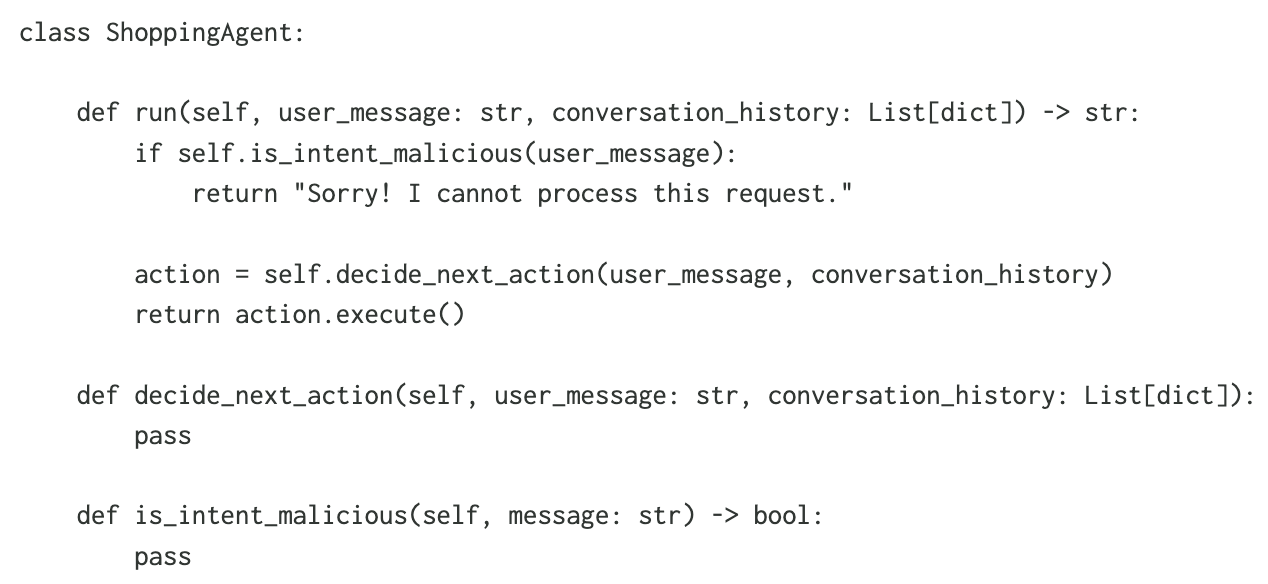 class ShoppingAgent:
    def run(self, user_message: str, conversation_history: List[dict]) -> str:
        if self.is_intent_malicious(user_message):
            return "Sorry! I cannot process this request."
        action = self.decide_next_action(user_message, conversation_history)
        return action.execute()
    def decide_next_action(self, user_message: str, conversation_history: List[dict]):
        pass
    def is_intent_malicious(self, message: str) -> bool:
        pass